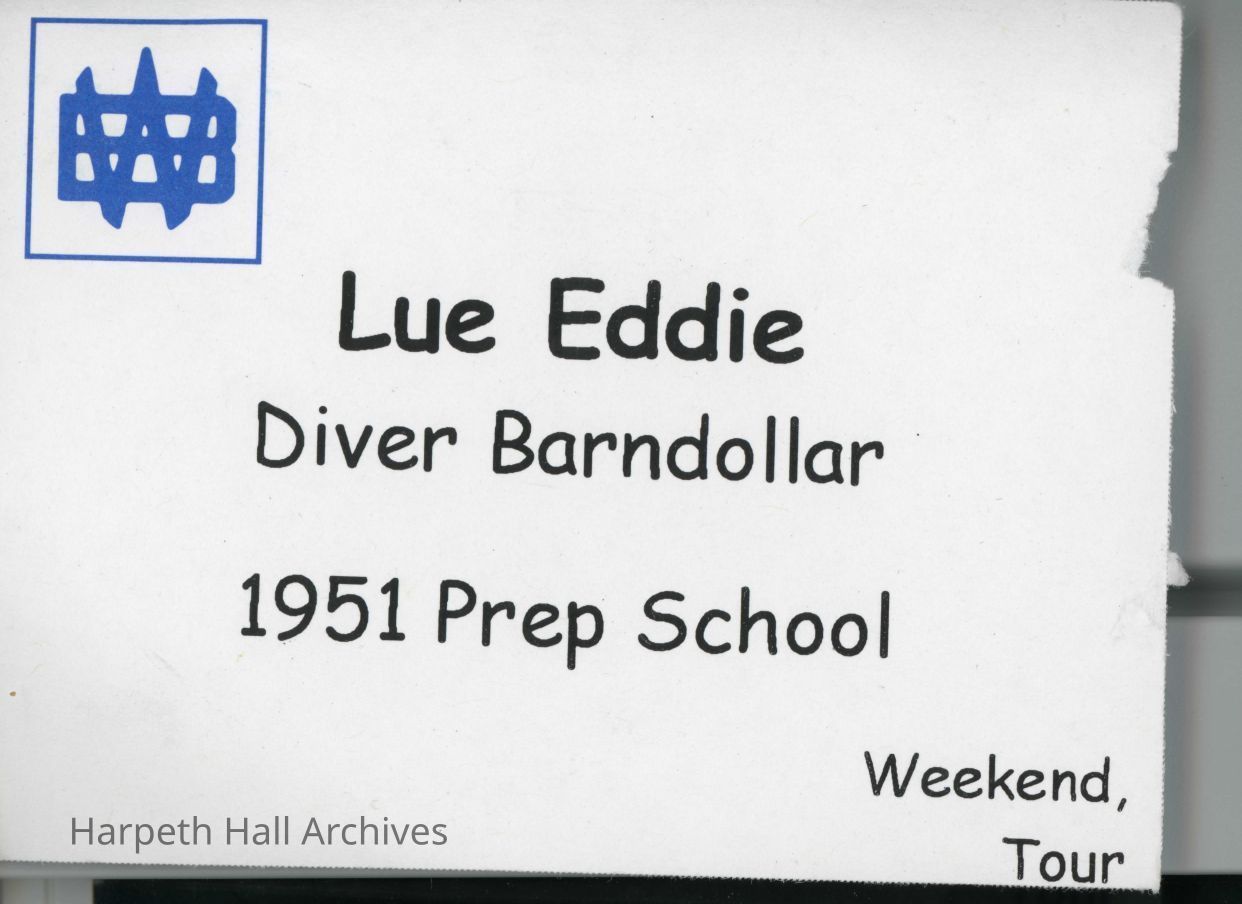 Lue Eddie
Diver Barndollar
1951 Prep School
Weekend,
Tour
Harpeth Hall Archives